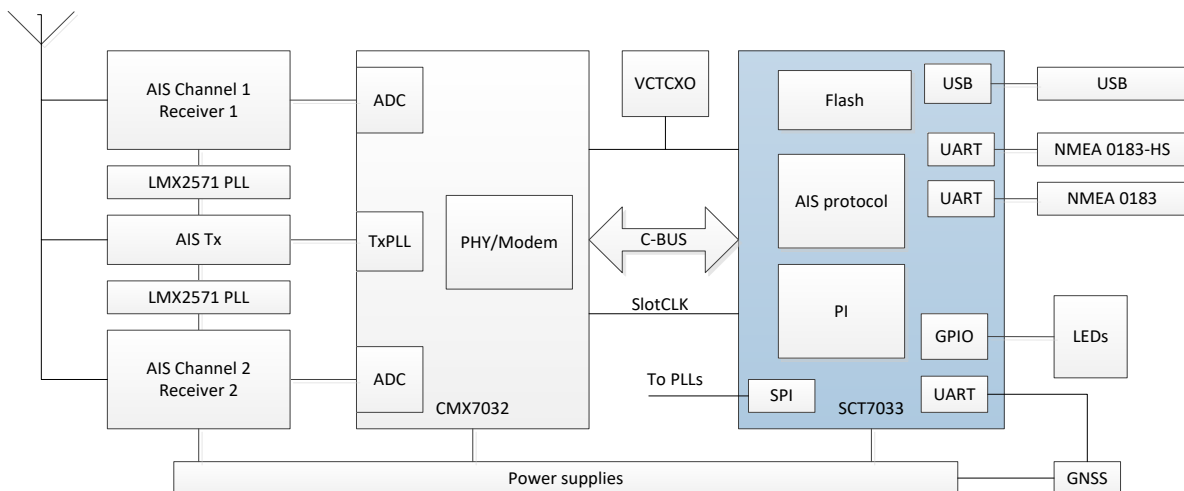 AIS Channel 1
Receiver 1
LMX2571 PLL
AIS Tx
LMX2571 PLL
AIS Channel 2
Receiver 2
ADC
TxPLL
ADC
PHY/Modem
CMX7032
VCTCXO
C-BUS
SlotCLK
To PLLs
Flash
AIS protocol
PI
SPI
USB
UART
UART
GPIO
UART
SCT7033
USB
NMEA 0183-HS
NMEA 0183
LEDs
Power supplies
GNSS